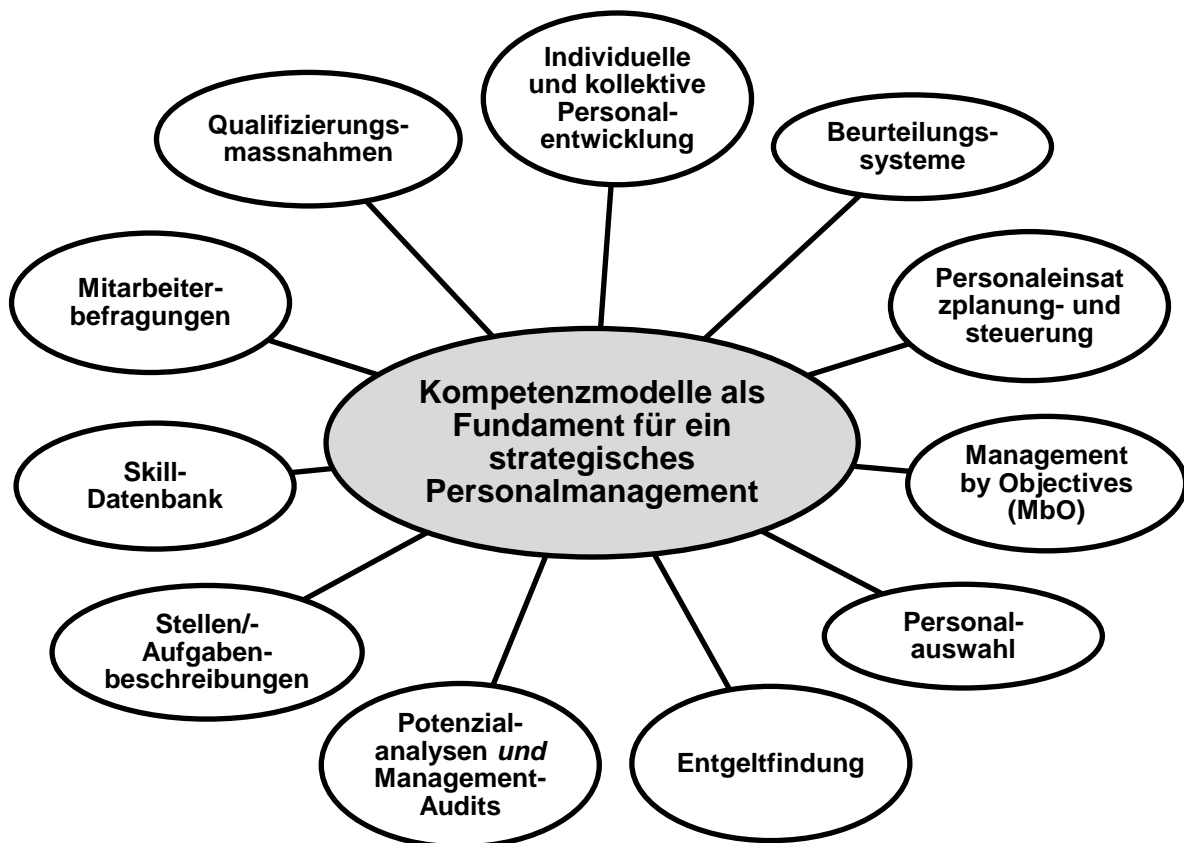 Individuelle
und kollektive
Personal-
entwicklung
Qualifizierungs-
massnahmen
Beurteilungs-
systeme
Mitarbeiter-
befragungen
Personaleinsat
zplanung- und
steuerung
Kompetenzmodelle als
Fundament für ein
strategisches
Personalmanagement
Skill-
Datenbank
Management
by Objectives
(MbO)
Stellen/-
Aufgaben-
beschreibungen
Personal-
auswahl
Potenzial-
analysen und
Management-
Audits
Entgeltfindung